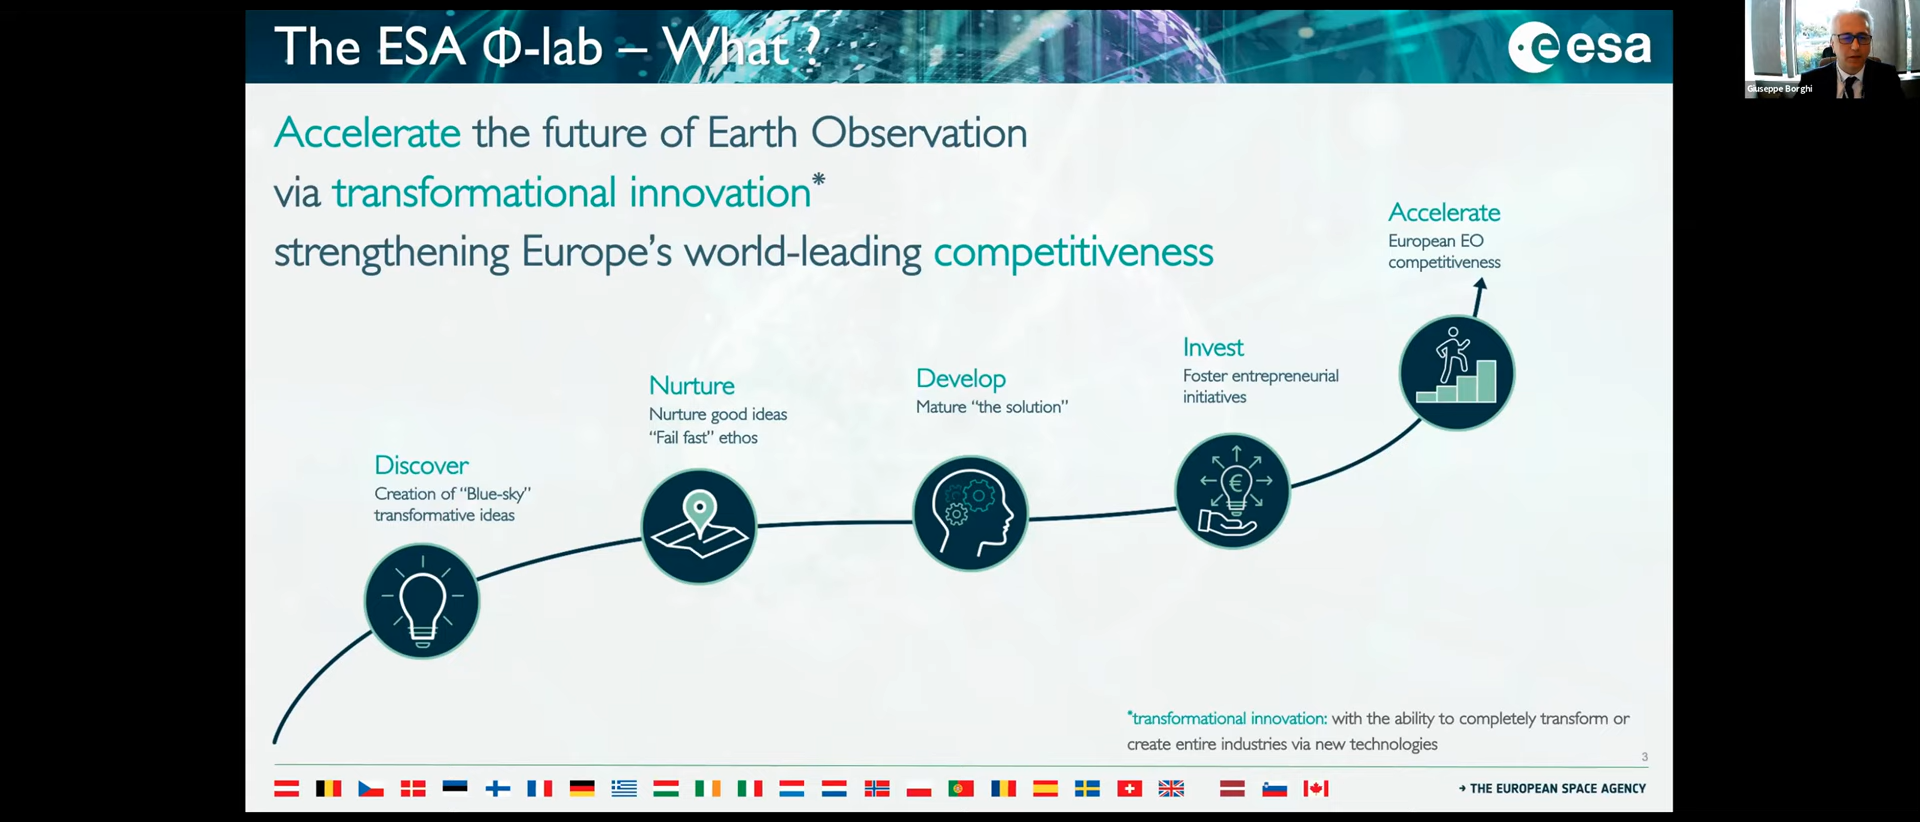 The ESA Φ-lab – What ?
esa
Giuseppe Borghi
Accelerate the future of Earth Observation
via transformational innovation*
strengthening Europe’s world-leading competitiveness
Accelerate
European EO
competitiveness
Invest
Foster entrepreneurial
initiatives
Develop
Mature “the solution”
Nurture
Nurture good ideas
“Fail fast” ethos
Discover
Creation of “Blue-sky”
transformative ideas
€
*transformational innovation: with the ability to completely transform or
create entire industries via new technologies
3
→ THE EUROPEAN SPACE AGENCY